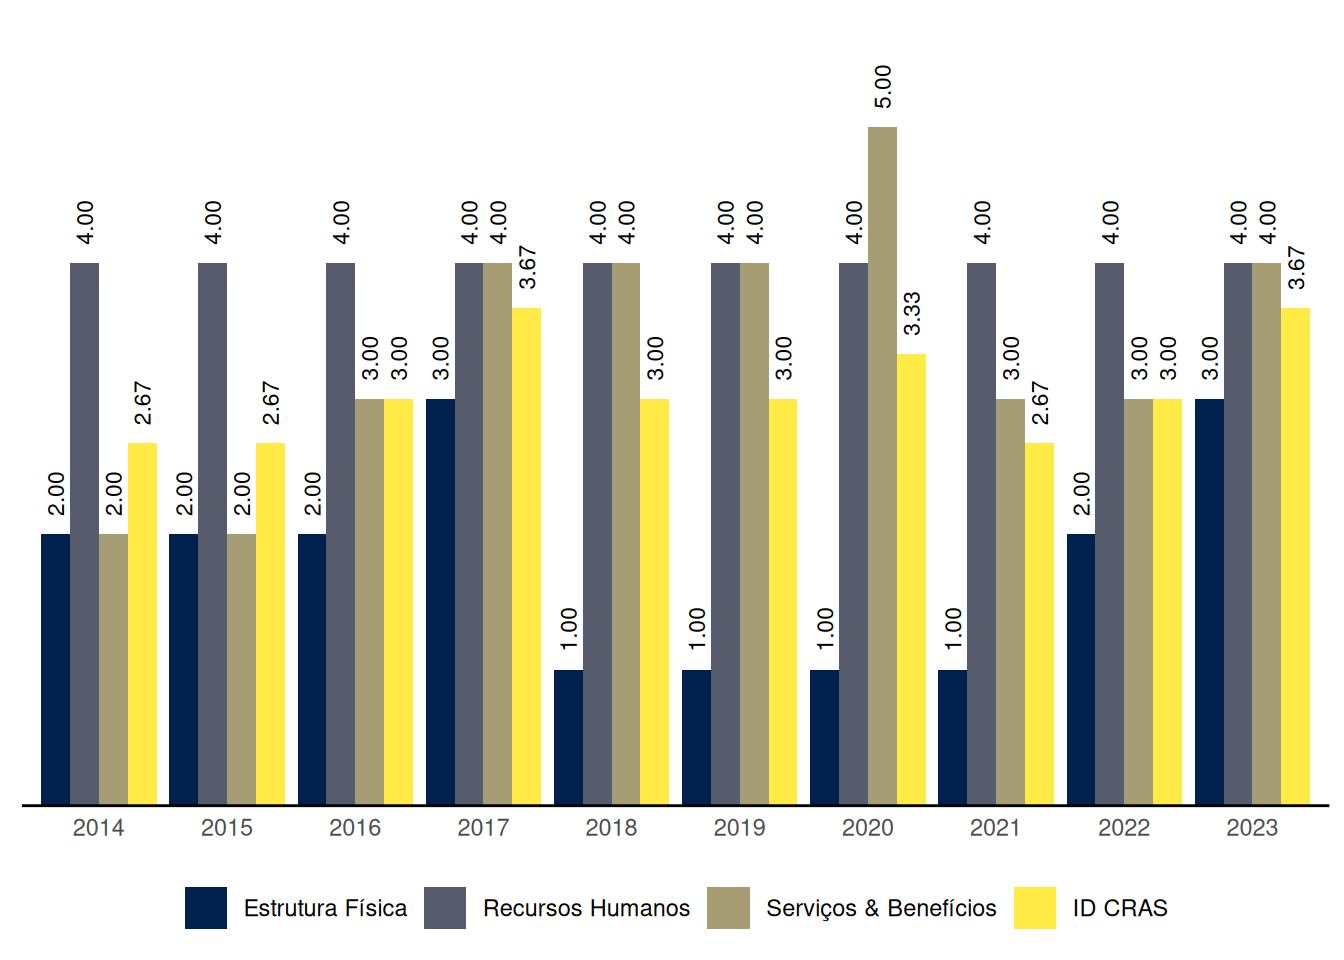 5.00
4.00 4.00 4.00 4.00 4.00 4.00 4.00 4.00 4.00 4.00 4.00 4.00 4.00 4.00
3.67 3.67
3.33
3.00 3.00 3.00 3.00 3.00 3.00 3.00 3.00 3.00
2.67 2.67 2.67
2.00 2.00 2.00 2.00 2.00 2.00
1.00 1.00 1.00 1.00
2014 2015 2016 2017 2018 2019 2020 2021 2022 2023
Estrutura Física Recursos Humanos Serviços & Benefícios ID CRAS